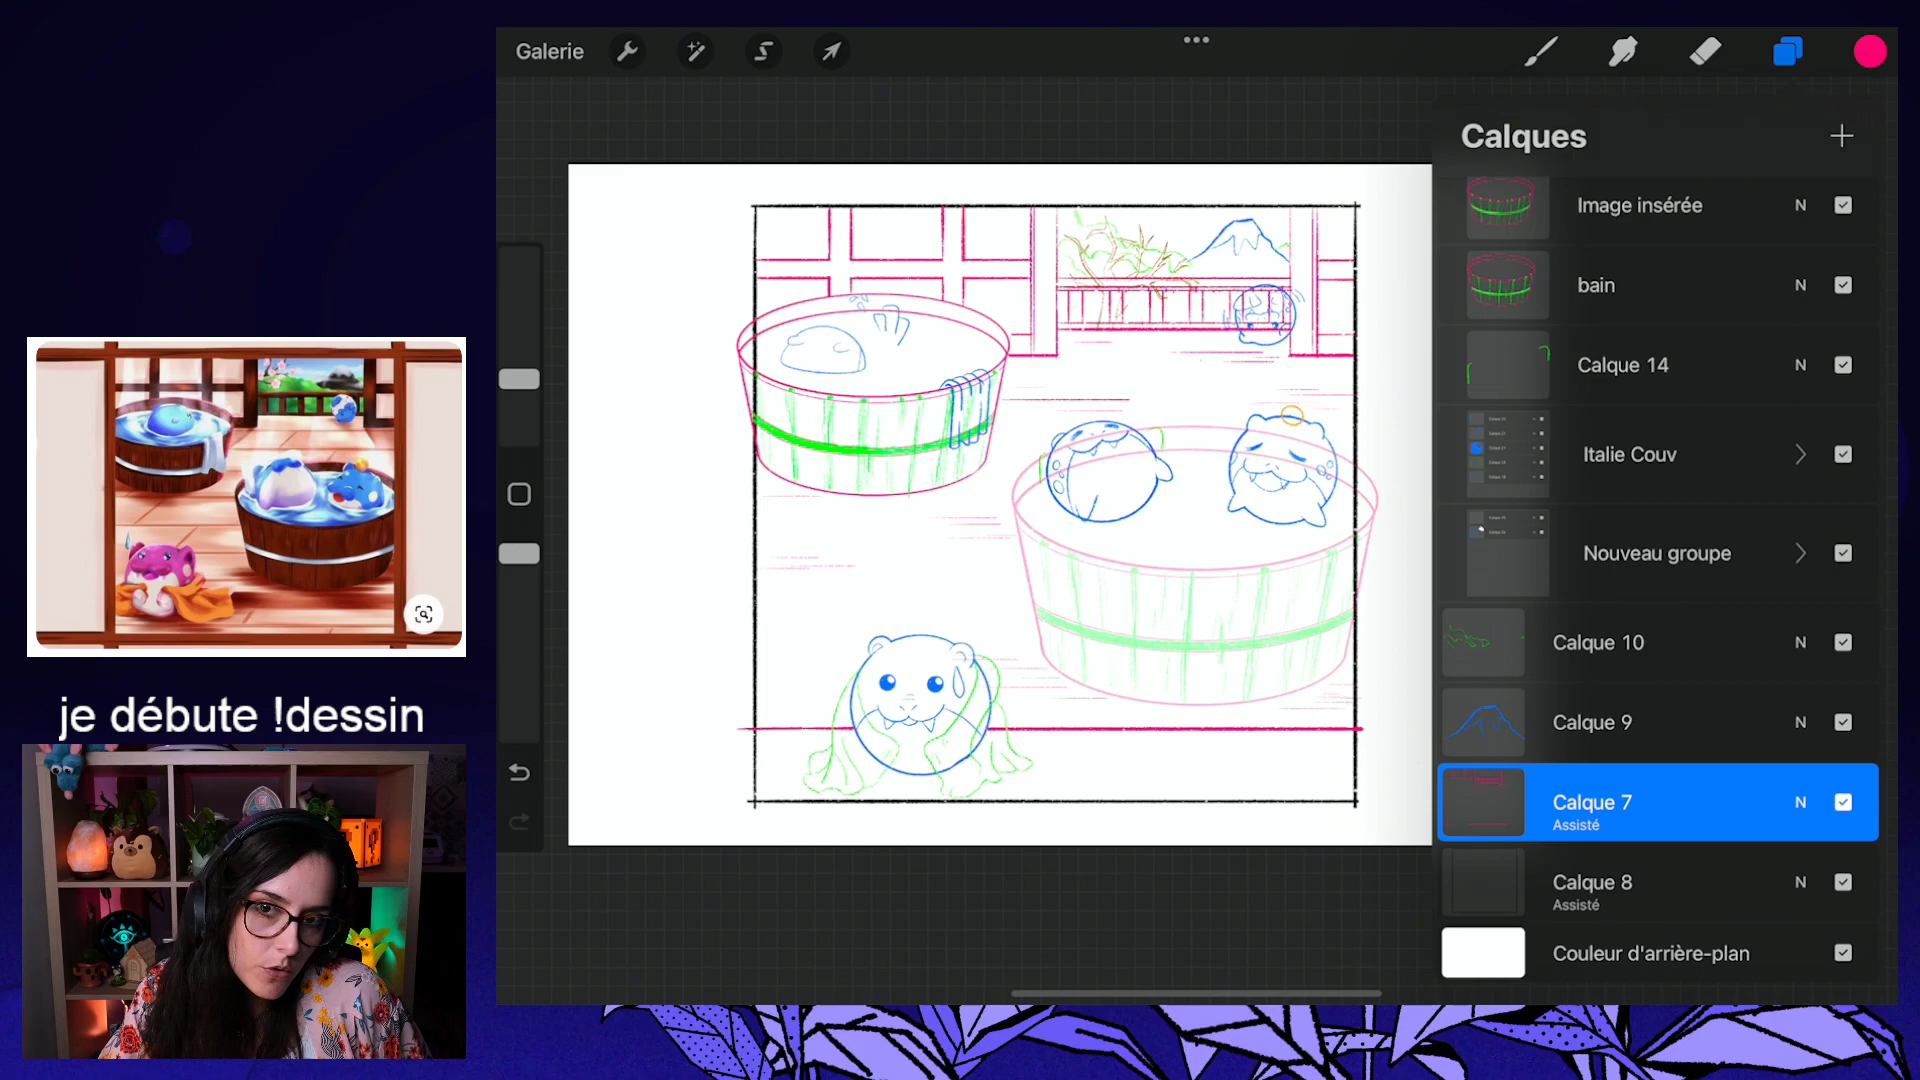 Galerie
Calques
Image insérée N
bain N
Calque 14 N
Italie Couv
Nouveau groupe
Calque 10 N
Calque 9 N
Calque 7 N
Assisté
Calque 8 N
Assisté
Couleur d'arrière-plan
je débute !dessin